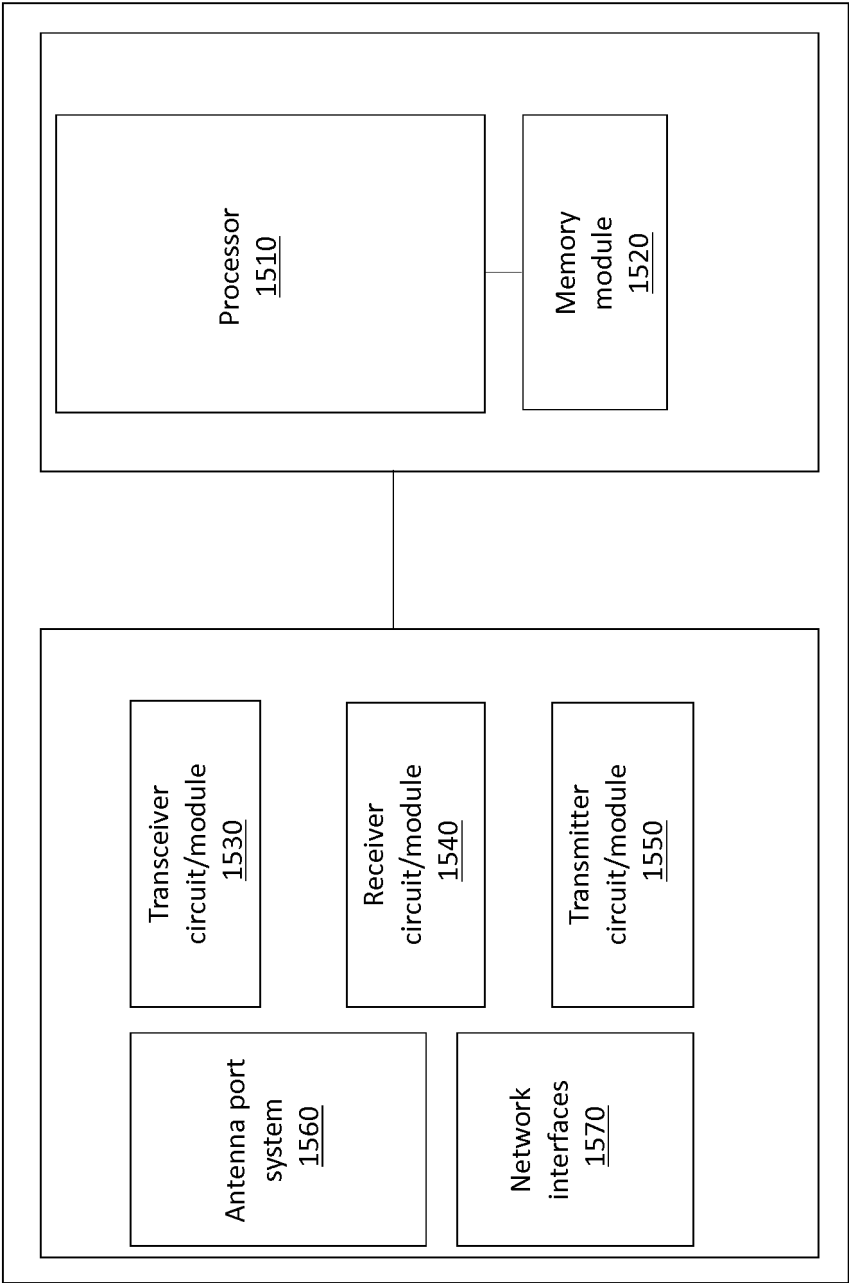 Antenna port
system
1560
Network
interfaces
1570
Transceiver
circuit/module
1530
Receiver
circuit/module
1540
Transmitter
circuit/module
1550
Processor
1510
Memory
module
1520